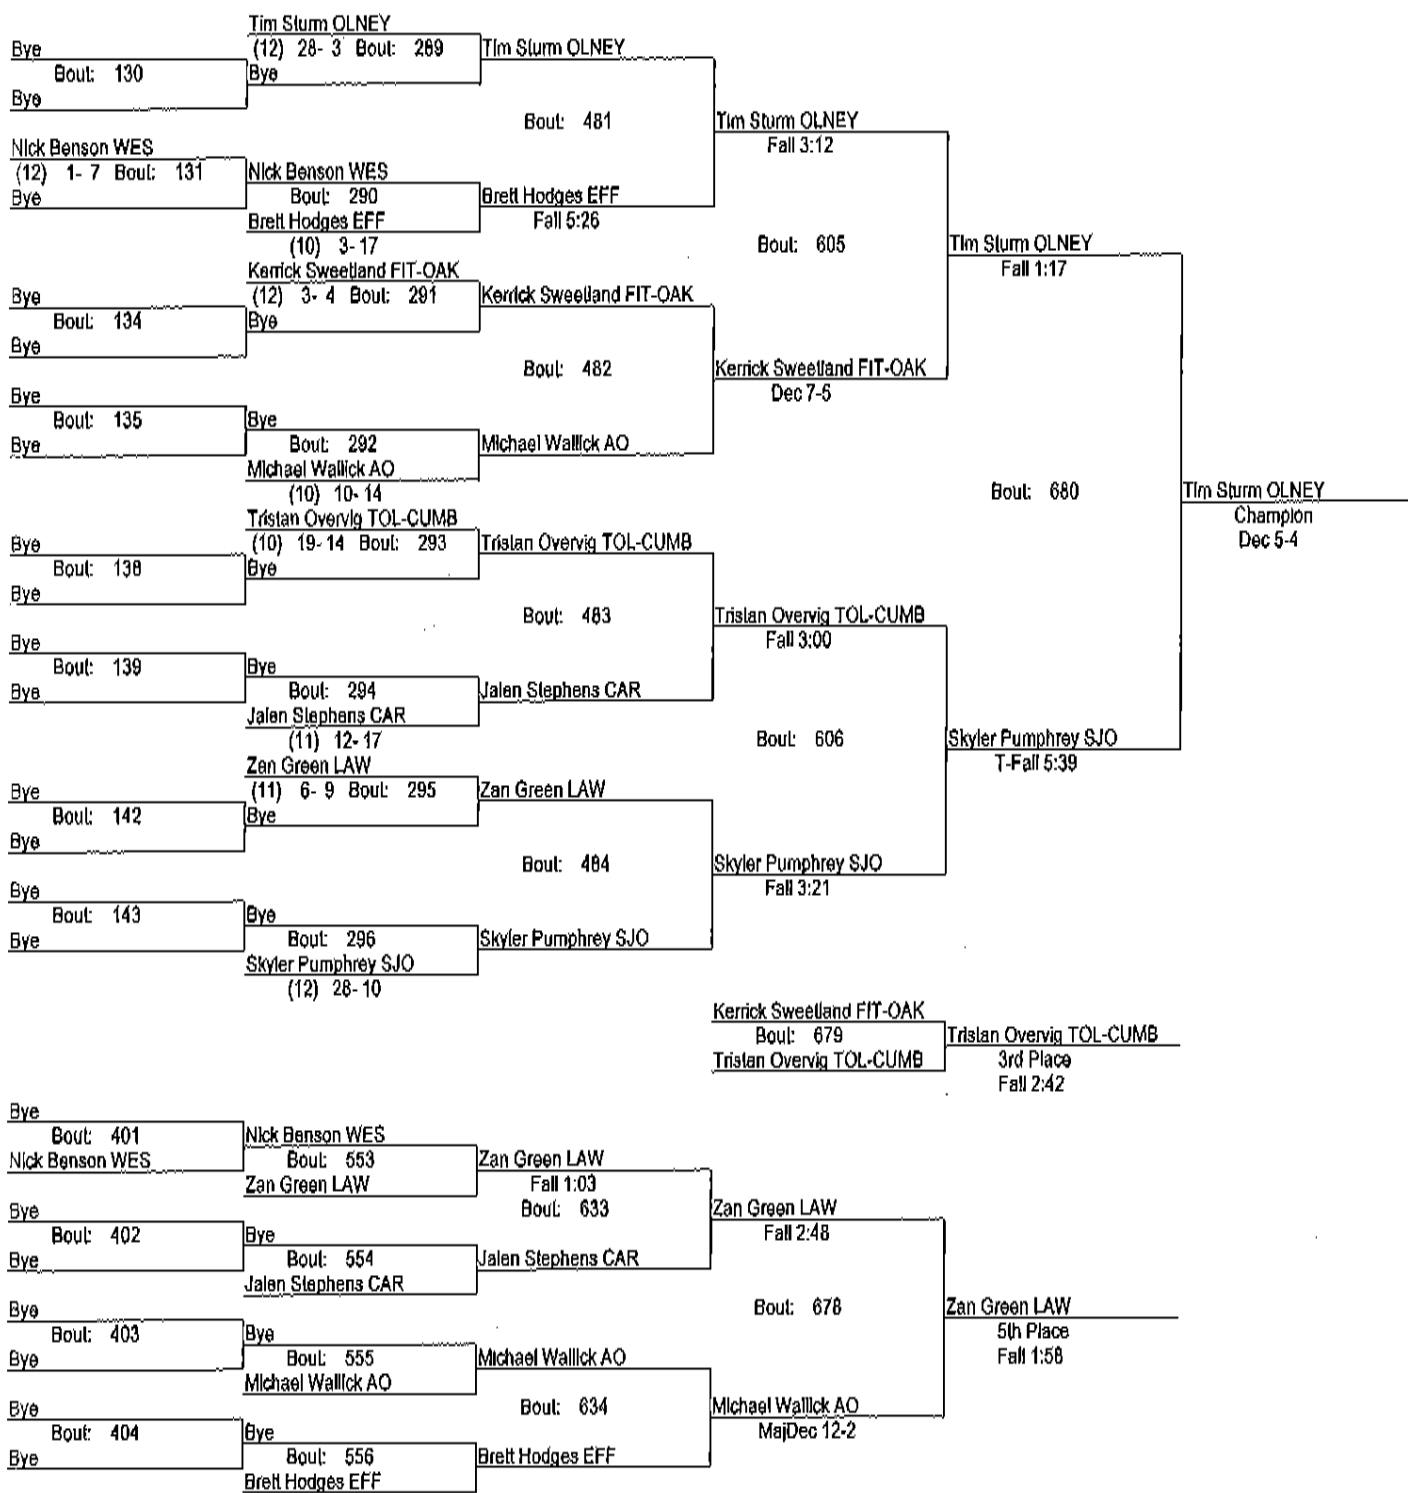 Tim Sturm OLNEY
Bye
(12) 28- 3 Bout: 289
Tim Sturm OLNEY
Bout: 130
Bye
Bye
Bout: 481
Tim Sturm OLNEY
Fall 3:12
Nick Benson WES
(12) 1- 7 Bout: 131
Nick Benson WES
Bye
Bout: 290
Brett Hodges EFF
Fall 5:26
Brett Hodges EFF
(10) 3- 17
Bout: 605
Tim Sturm OLNEY
Fall 1:17
Kerrick Sweetland FIT-OAK
Bye
(12) 3- 4 Bout: 291
Kerrick Sweetland FIT-OAK
Bout: 134
Bye
Bye
Bout: 482
Kerrick Sweetland FIT-OAK
Dec 7-5
Bye
Bout: 135
Bye
Bye
Bout: 292
Michael Wallick AO
Michael Wallick AO
(10) 10- 14
Bout: 680
Tim Sturm OLNEY
Champion
Dec 5-4
Tristan Overvig TOL-CUMB
Bye
(10) 19- 14 Bout: 293
Tristan Overvig TOL-CUMB
Bout: 138
Bye
Bye
Bout: 483
Tristan Overvig TOL-CUMB
Fall 3:00
Bye
Bout: 139
Bye
Bye
Bout: 294
Jalen Stephens CAR
Jalen Stephens CAR
(11) 12- 17
Bout: 606
Skyler Pumphrey SJO
T-Fall 5:39
Zan Green LAW
Bye
(11) 6- 9 Bout: 295
Zan Green LAW
Bout: 142
Bye
Bye
Bout: 484
Skyler Pumphrey SJO
Fall 3:21
Bye
Bout: 143
Bye
Bye
Bout: 296
Skyler Pumphrey SJO
Skyler Pumphrey SJO
(12) 28- 10
Kerrick Sweetland FIT-OAK
Bout: 679
Tristan Overvig TOL-CUMB
Tristan Overvig TOL-CUMB
3rd Place
Fall 2:42
Bye
Bout: 401
Nick Benson WES
Nick Benson WES
Bout: 553
Zan Green LAW
Zan Green LAW
Fall 1:03
Bout: 633
Zan Green LAW
Fall 2:48
Bye
Bout: 402
Bye
Bye
Bout: 554
Jalen Stephens CAR
Jalen Stephens CAR
Bye
Bout: 403
Bye
Bye
Bout: 555
Michael Wallick AO
Michael Wallick AO
Bout: 678
Zan Green LAW
5th Place
Fall 1:58
Bout: 634
Michael Wallick AO
MajDec 12-2
Bye
Bout: 404
Bye
Bye
Bout: 556
Brett Hodges EFF
Brett Hodges EFF